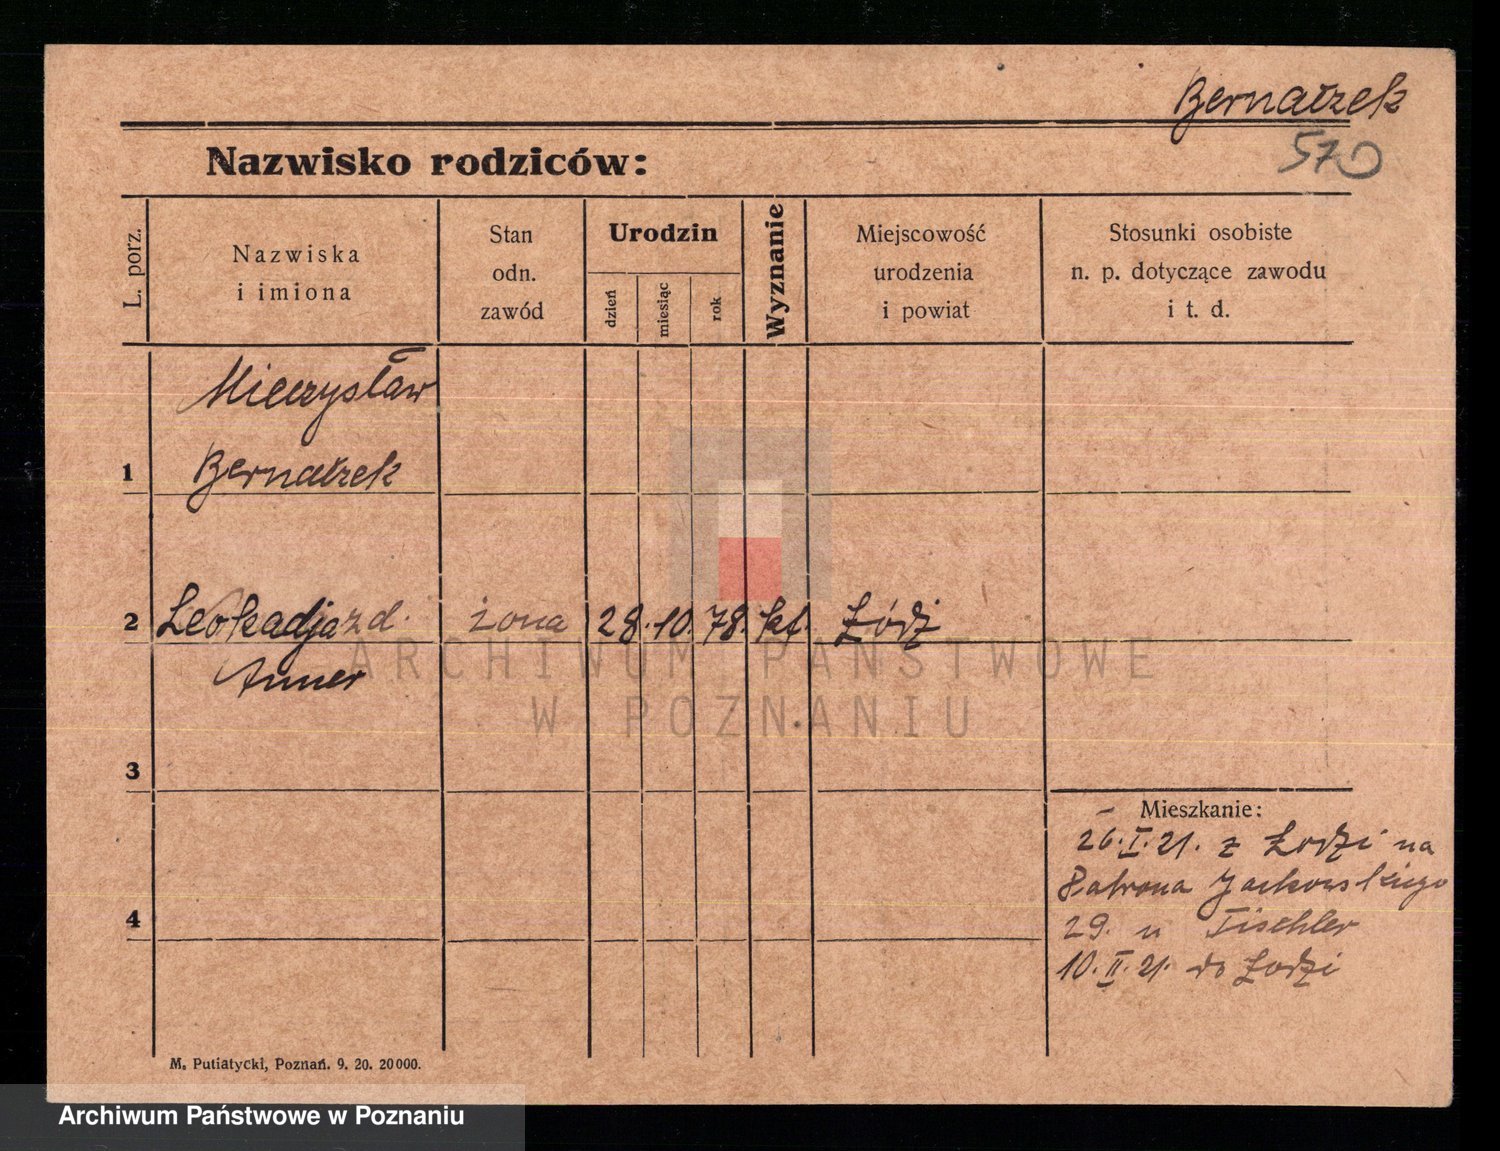 Bernatzek
570
Nazwisko rodziców:
L. porz.
Nazwiska
i imiona
Stan
odn.
zawód
Urodzin
dzień
miesiąc
rok
Wyznanie
Miejscowość
urodzenia
i powiat
Stosunki osobiste
n. p. dotyczące zawodu
i t. d.
Mieczysław
1 Bernatzek
2 Leokadja z d. żona 28. 10. 78. kt. Łódź
Anner
ARCHIWUM PAŃSTWOWE
W POZNANIU
3
Mieszkanie:
26. I. 21. z Łodzi na
Patrona Jackowskiego
4
29. u Tischler
10. II. 21. do Łodzi
M. Putiatycki, Poznań. 9. 20. 20000.
Archiwum Państwowe w Poznaniu